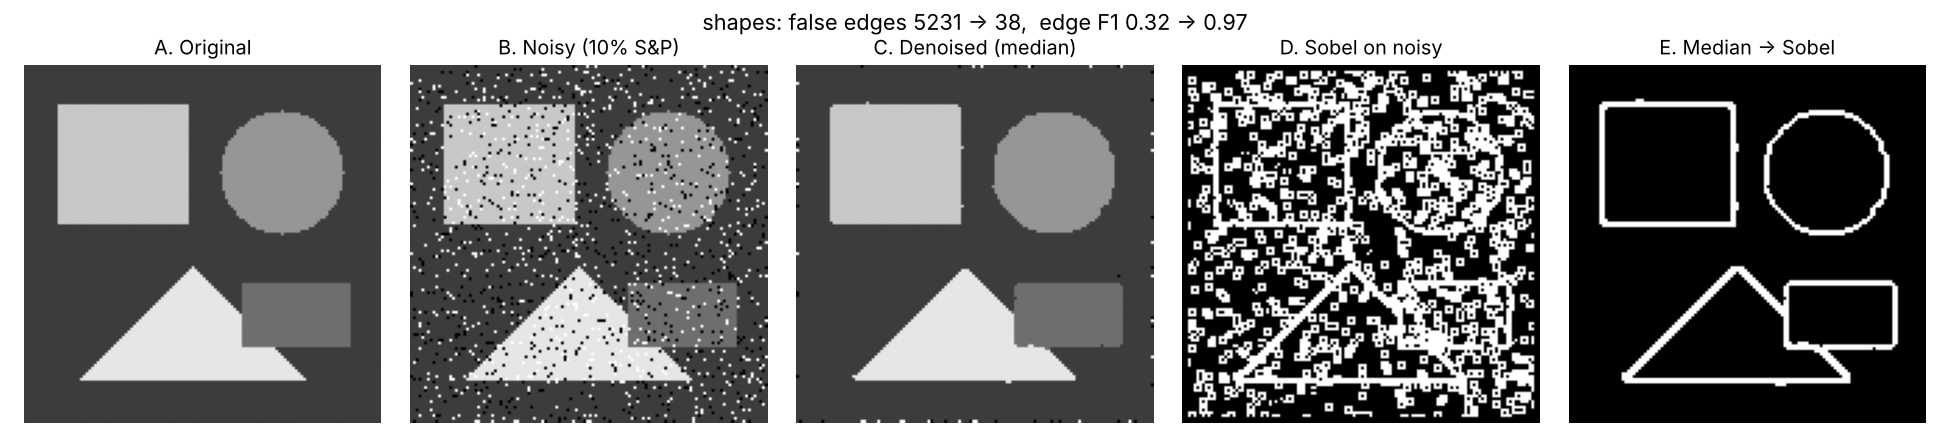 shapes: false edges 5231 → 38, edge F1 0.32 → 0.97
A. Original
B. Noisy (10% S&P)
C. Denoised (median)
D. Sobel on noisy
E. Median → Sobel